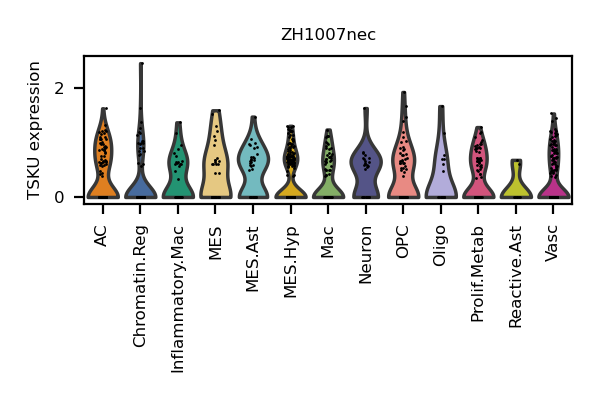 ZH1007nec
TSKU expression
2
0
AC
Chromatin.Reg
Inflammatory.Mac
MES
MES.Ast
MES.Hyp
Mac
Neuron
OPC
Oligo
Prolif.Metab
Reactive.Ast
Vasc